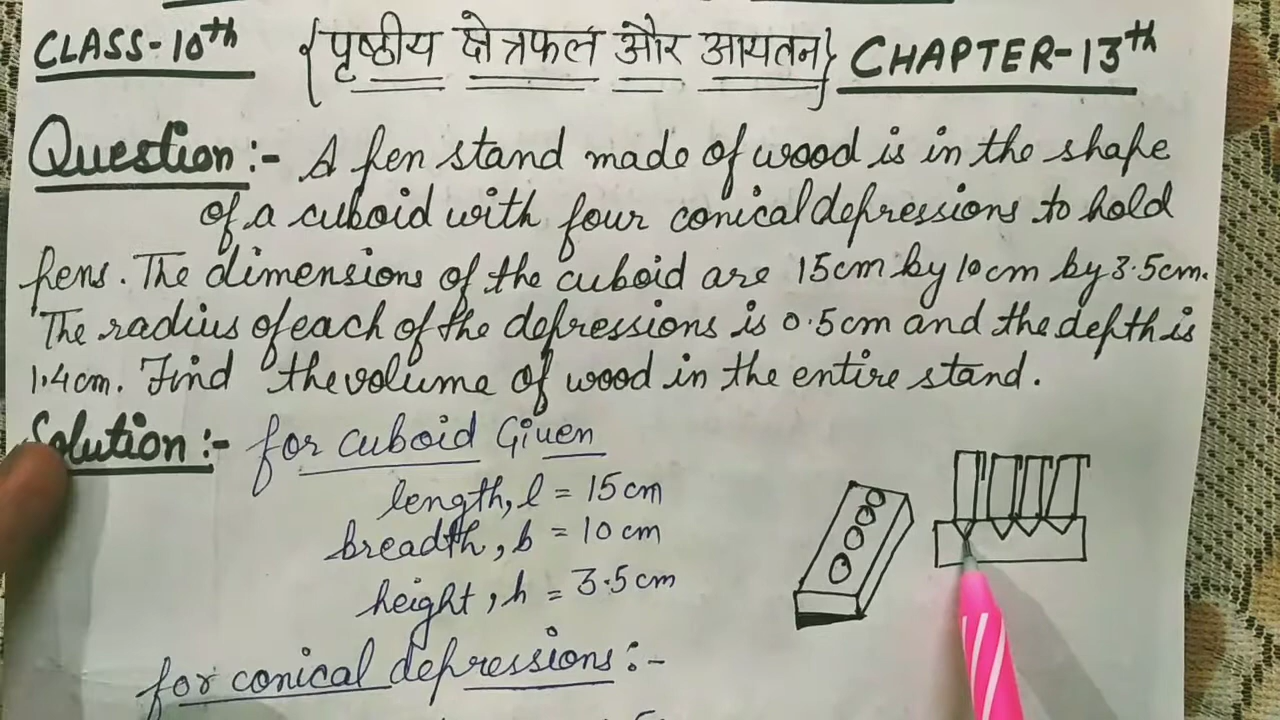 CLASS-10th {पृष्ठीय क्षेत्रफल और आयतन} CHAPTER-13th
Question:- A pen stand made of wood is in the shape
of a cuboid with four conical depressions to hold
pens. The dimensions of the cuboid are 15cm by 10cm by 3.5cm.
The radius of each of the depressions is 0.5cm and the depth is
1.4cm. Find the volume of wood in the entire stand.
Solution:- for cuboid Given
length, l = 15cm
breadth, b = 10 cm
height, h = 3.5cm
for conical depressions:-